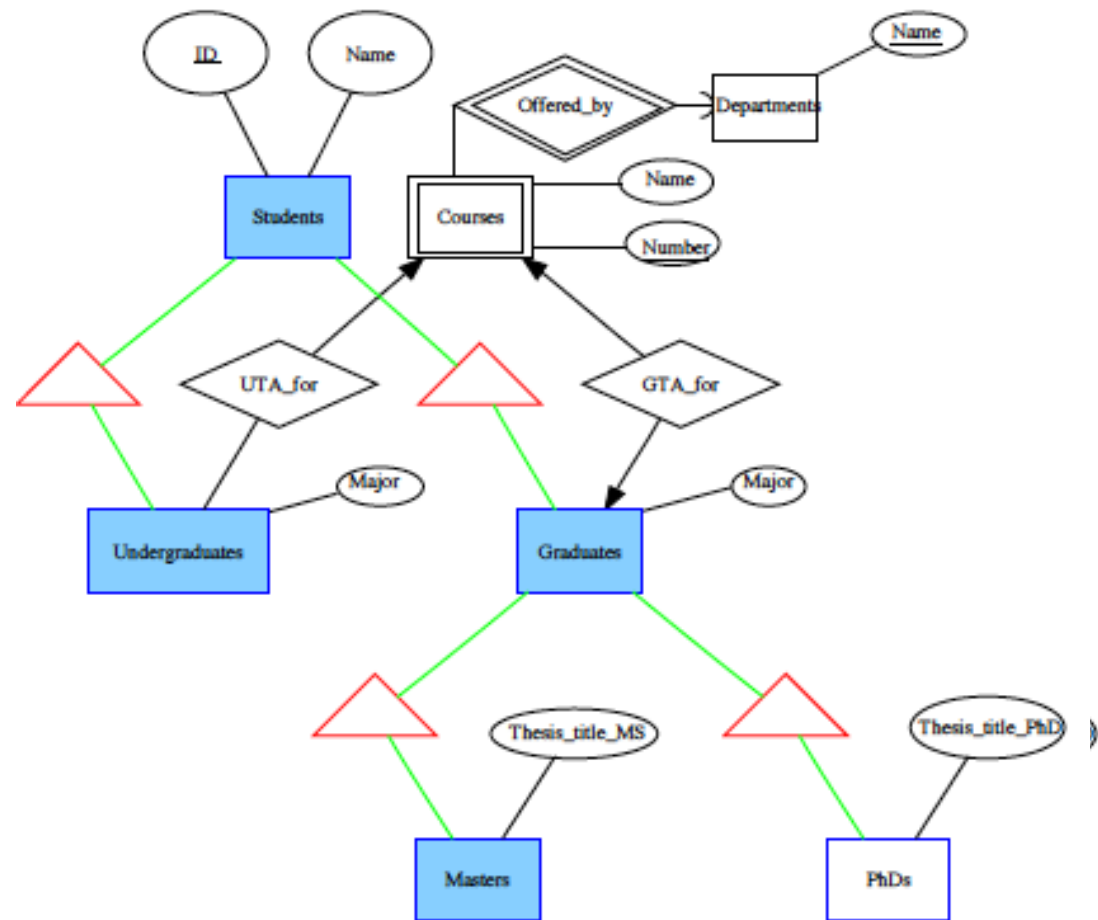 ID
Name
Name
Offered_by
Departments
Name
Students
Courses
Number
UTA_for
GTA_for
Major
Major
Undergraduates
Graduates
Thesis_title_MS
Thesis_title_PhD
Masters
PhDs